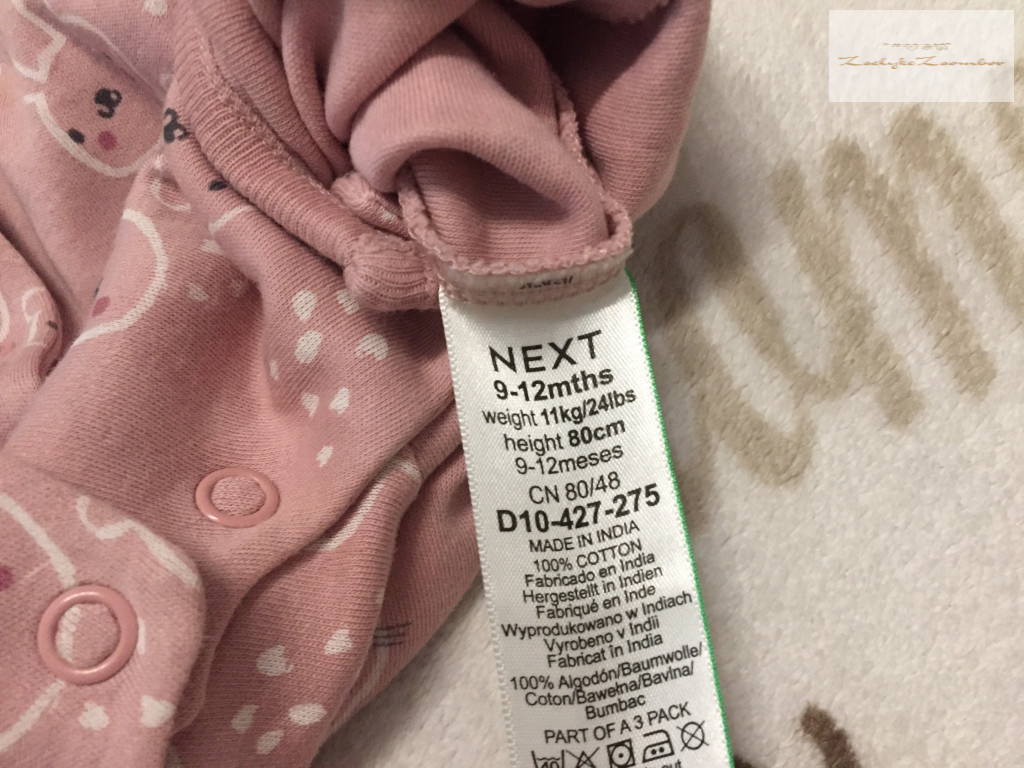 NEXT
9-12mths
weight 11kg/24lbs
height 80cm
9-12meses
CN 80/48
D10-427-275
MADE IN INDIA
100% COTTON
Fabricado en India
Hergestellt in Indien
Fabriqué en Inde
Wyprodukowano w Indiach
Vyrobeno v Indii
Fabricat în India
100% Algodón/Baumwolle/
Coton/Bawełna/Bavlna/
Bumbac
PART OF A 3 PACK
40
out